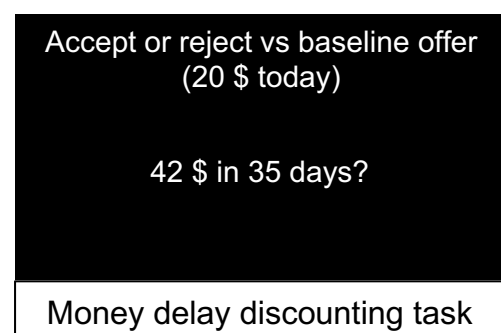 Accept or reject vs baseline offer
(20 $ today)
42 $ in 35 days?
Money delay discounting task